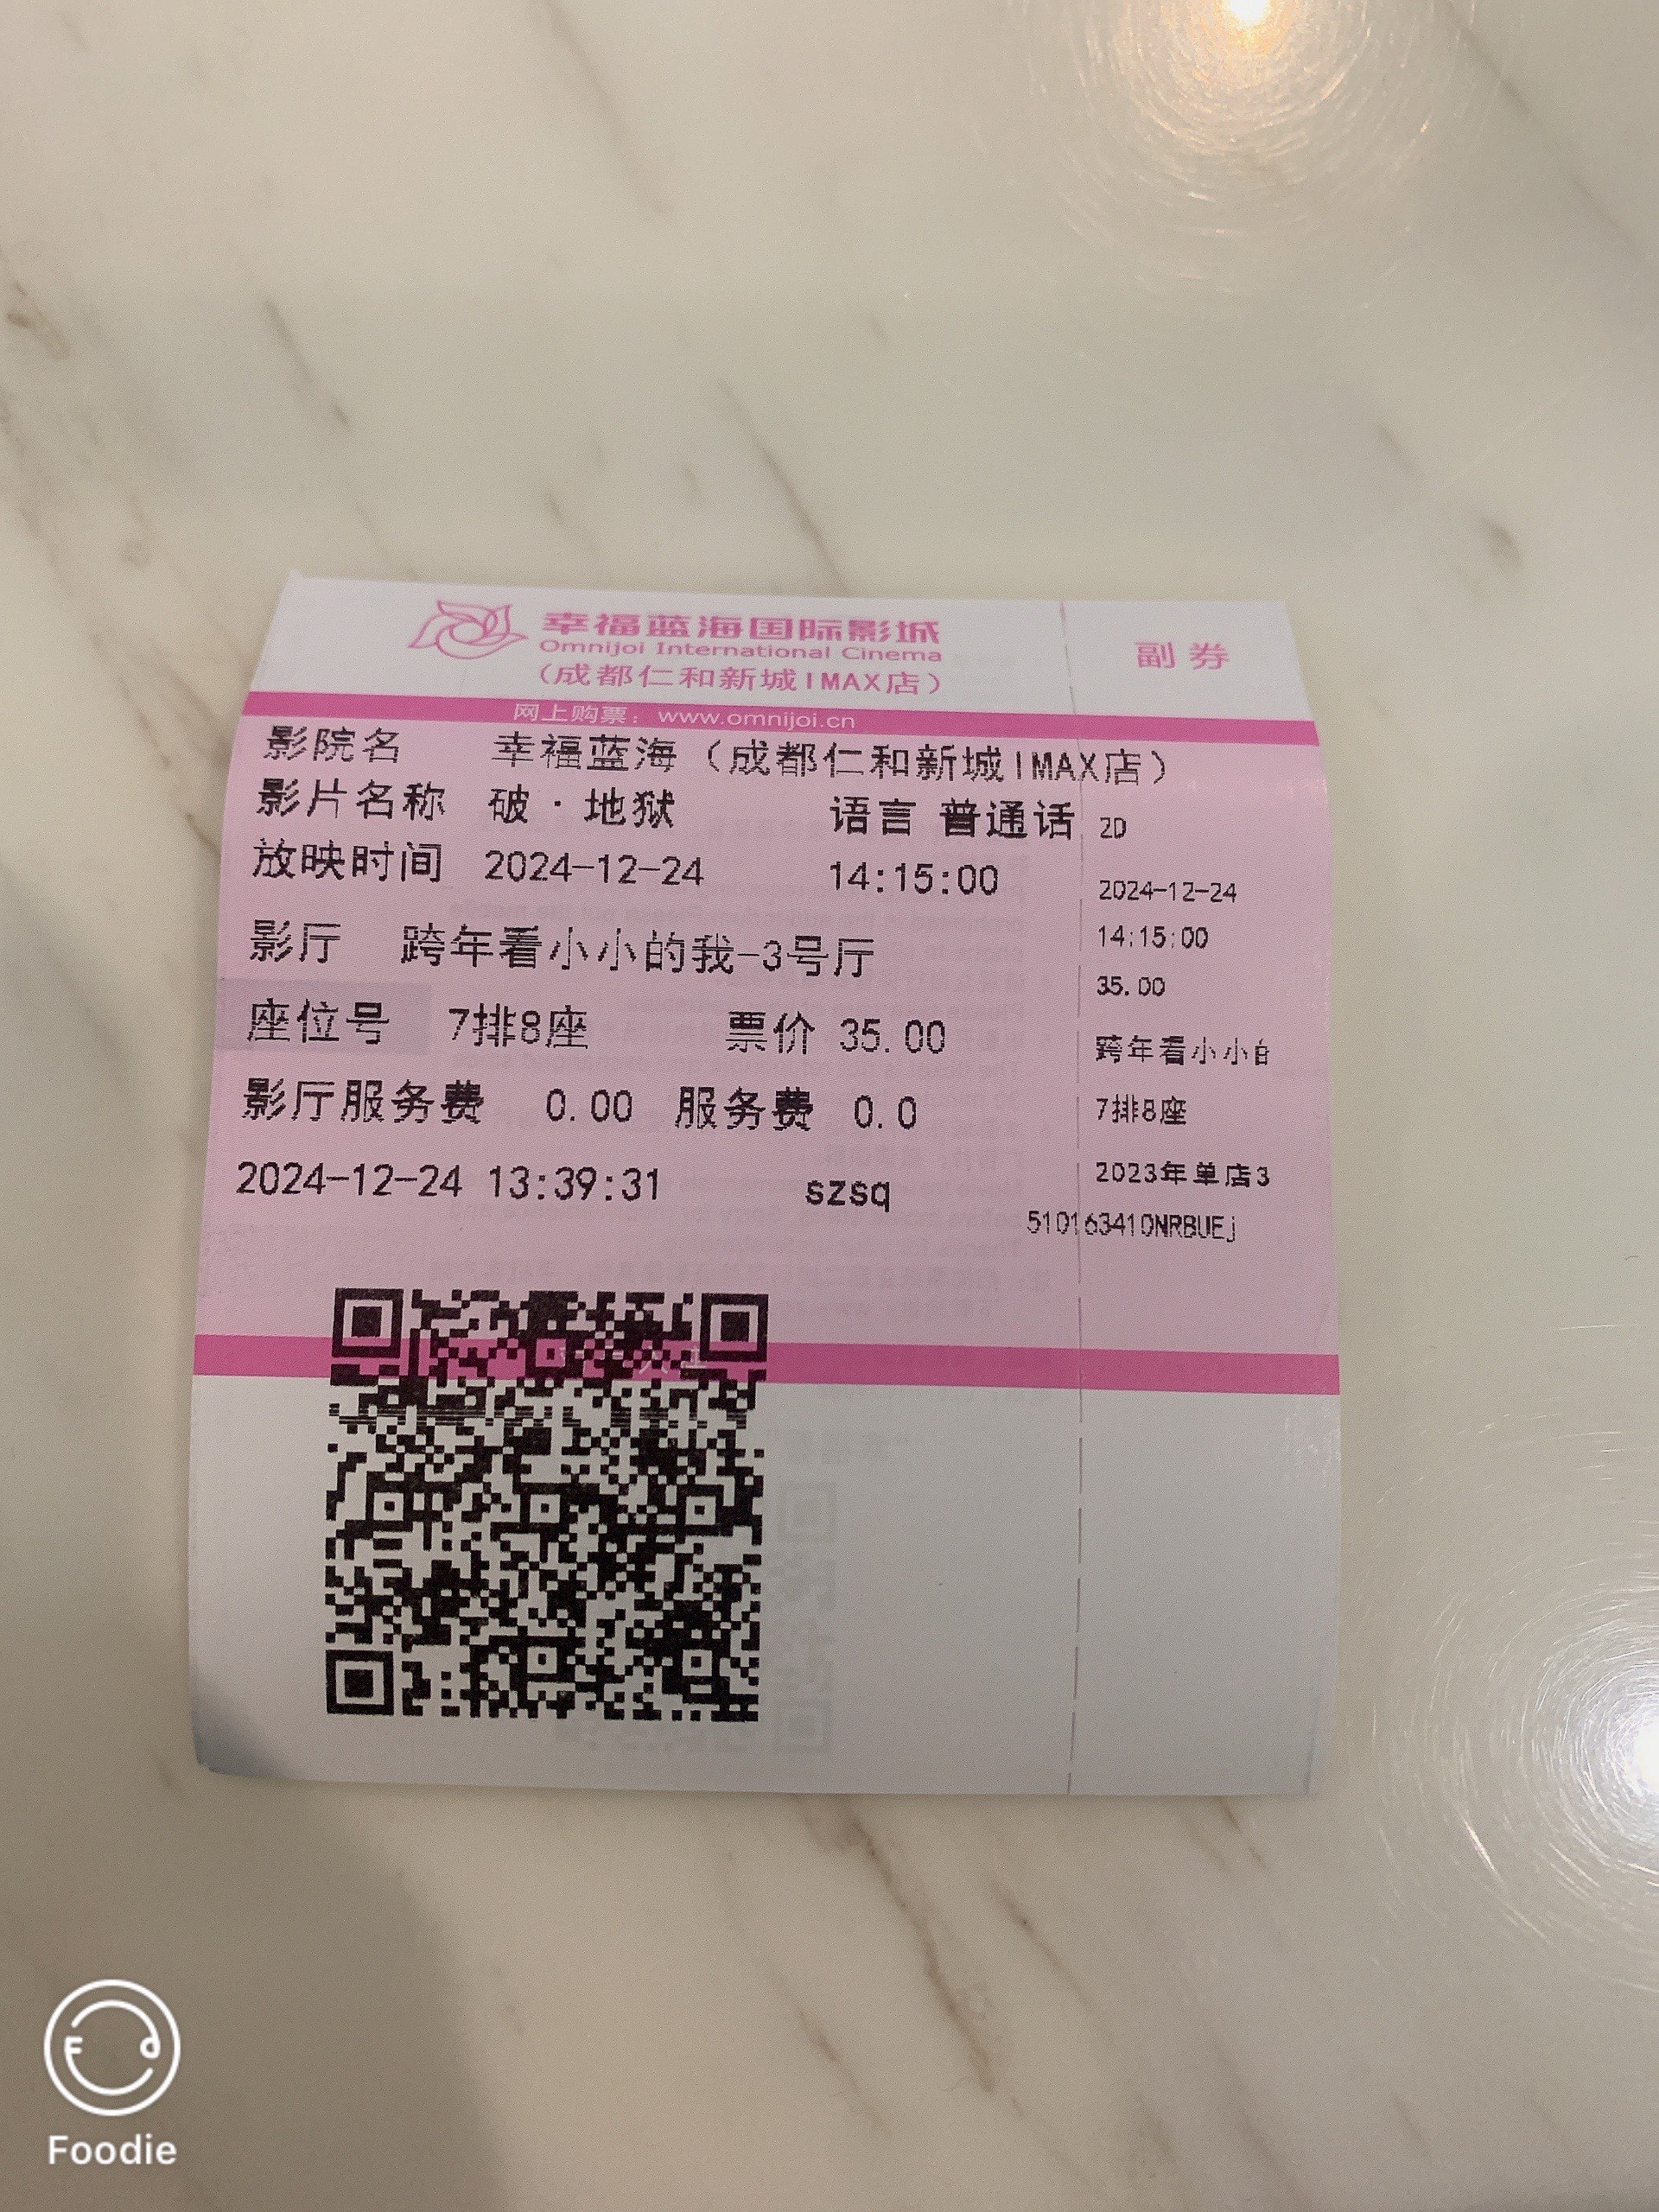 幸福蓝海国际影城
Omnijoi International Cinema
(成都仁和新城IMAX店)
副 券
网上购票：www.omnijoi.cn
影院名 幸福蓝海（成都仁和新城IMAX店）
影片名称 破·地狱 语言 普通话 2D
放映时间 2024-12-24 14:15:00 2024-12-24
14:15:00
影厅 跨年看小小的我-3号厅
35.00
座位号 7排8座 票价 35.00 跨年看小小
影厅服务费 0.00 服务费 0.0 7排8座
2024-12-24 13:39:31 szsq 2023年单店3
510163410NRBUEj
Foodie